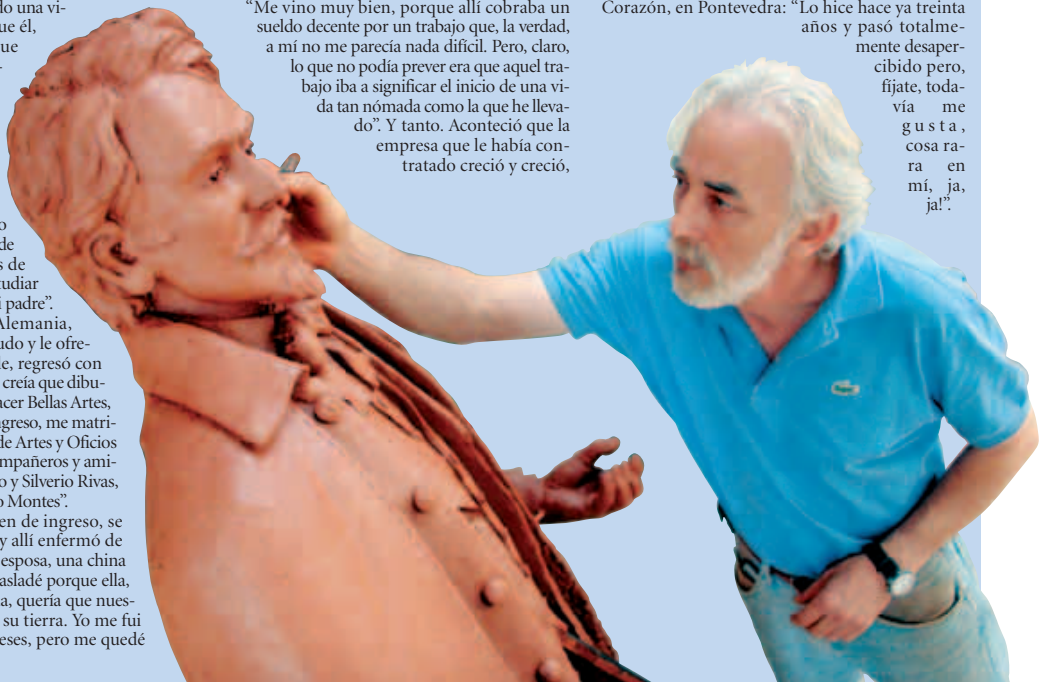 do una vi-
ue él,
ue
-
o
de
s de
tudiar
i padre”.
Alemania,
udo y le ofre-
le, regresó con
creía que dibu-
acer Bellas Artes,
ngreso, me matri-
de Artes y Oficios
mpañeros y ami-
o y Silverio Rivas,
o Montes”.
en de ingreso, se
y allí enfermó de
esposa, una china
asladé porque ella,
a, quería que nues-
su tierra. Yo me fui
eses, pero me quedé
“Me vino muy bien, porque allí cobraba un
sueldo decente por un trabajo que, la verdad,
a mí no me parecía nada difícil. Pero, claro,
lo que no podía prever era que aquel tra-
bajo iba a significar el inicio de una vi-
da tan nómada como la que he lleva-
do”. Y tanto. Aconteció que la
empresa que le había con-
tratado creció y creció,
Corazón, en Pontevedra: “Lo hice hace ya treinta
años y pasó totalme-
mente desaper-
cibido pero,
fíjate, toda-
vía me
gusta,
cosa ra-
ra en
mí, ja,
ja!”.